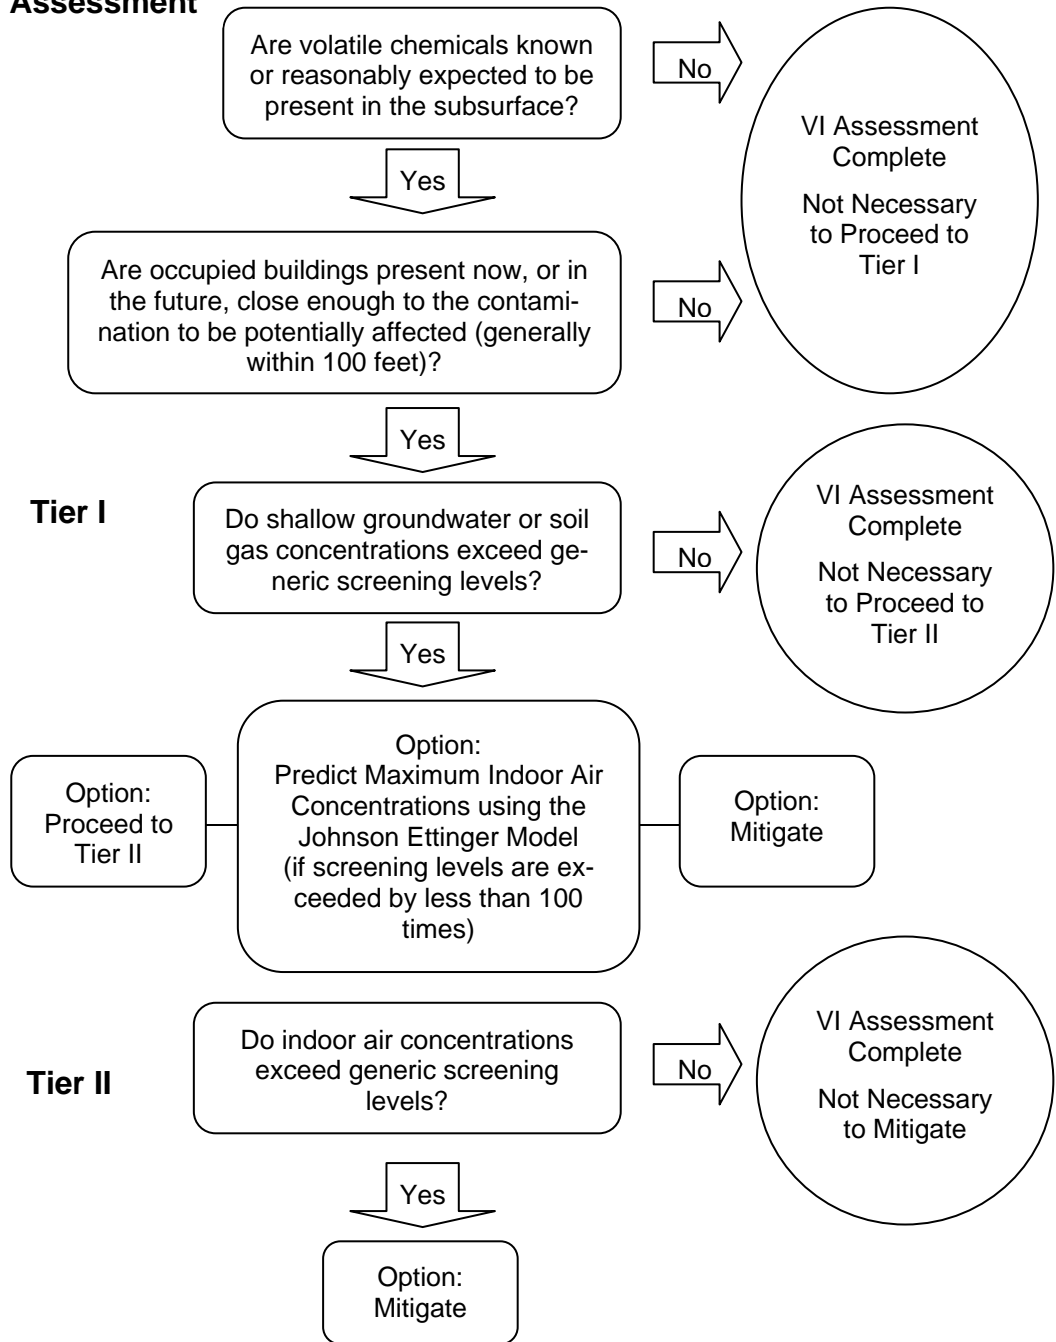 Assessment
Are volatile chemicals known
or reasonably expected to be
present in the subsurface?
No
VI Assessment
Complete
Not Necessary
to Proceed to
Tier I
Yes
Are occupied buildings present now, or in
the future, close enough to the contami-
nation to be potentially affected (generally
within 100 feet)?
No
Yes
Tier I
Do shallow groundwater or soil
gas concentrations exceed ge-
neric screening levels?
No
VI Assessment
Complete
Not Necessary
to Proceed to
Tier II
Yes
Option:
Proceed to
Tier II
Option:
Predict Maximum Indoor Air
Concentrations using the
Johnson Ettinger Model
(if screening levels are ex-
ceeded by less than 100
times)
Option:
Mitigate
Tier II
Do indoor air concentrations
exceed generic screening
levels?
No
VI Assessment
Complete
Not Necessary
to Mitigate
Yes
Option:
Mitigate